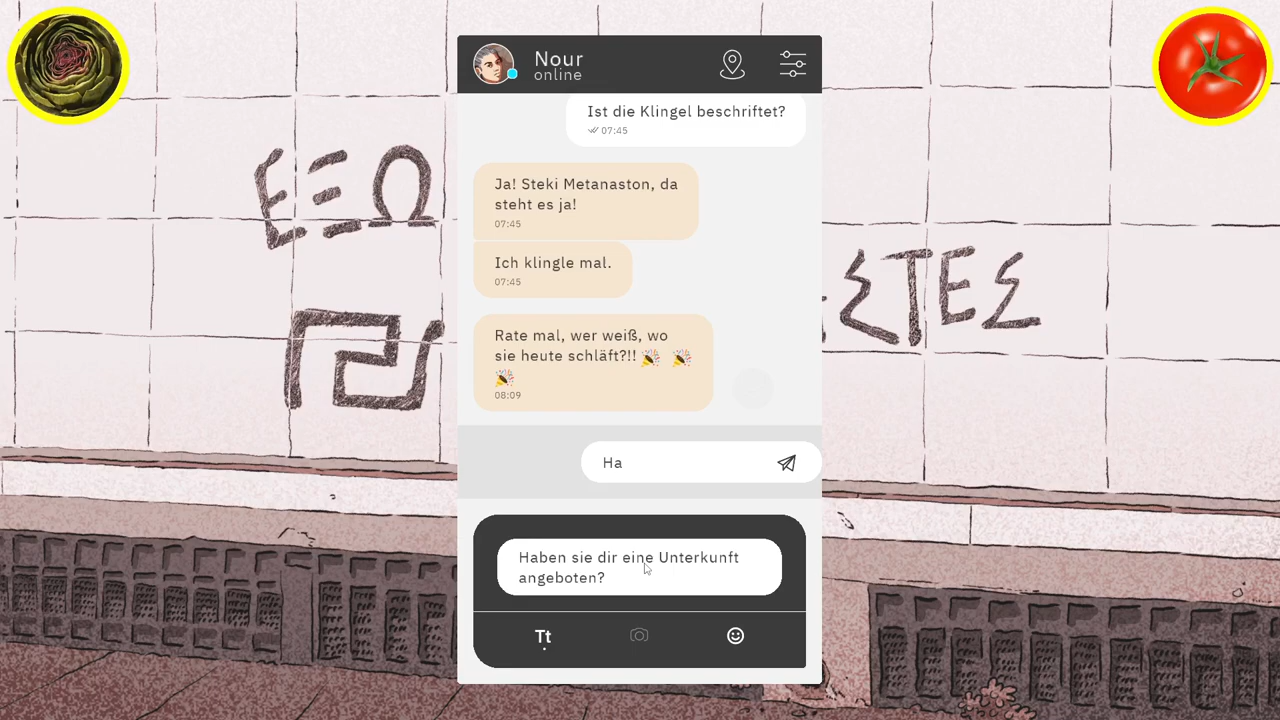 Nour
online
Ist die Klingel beschriftet?
07:45
ΕΞΩ
ΣΤΕΣ
Ja! Steki Metanaston, da
steht es ja!
07:45
Ich klingle mal.
07:45
Rate mal, wer weiß, wo
sie heute schläft?!! 🎉 🎉
🎉
08:09
Ha
Haben sie dir eine Unterkunft
angeboten?
Tt